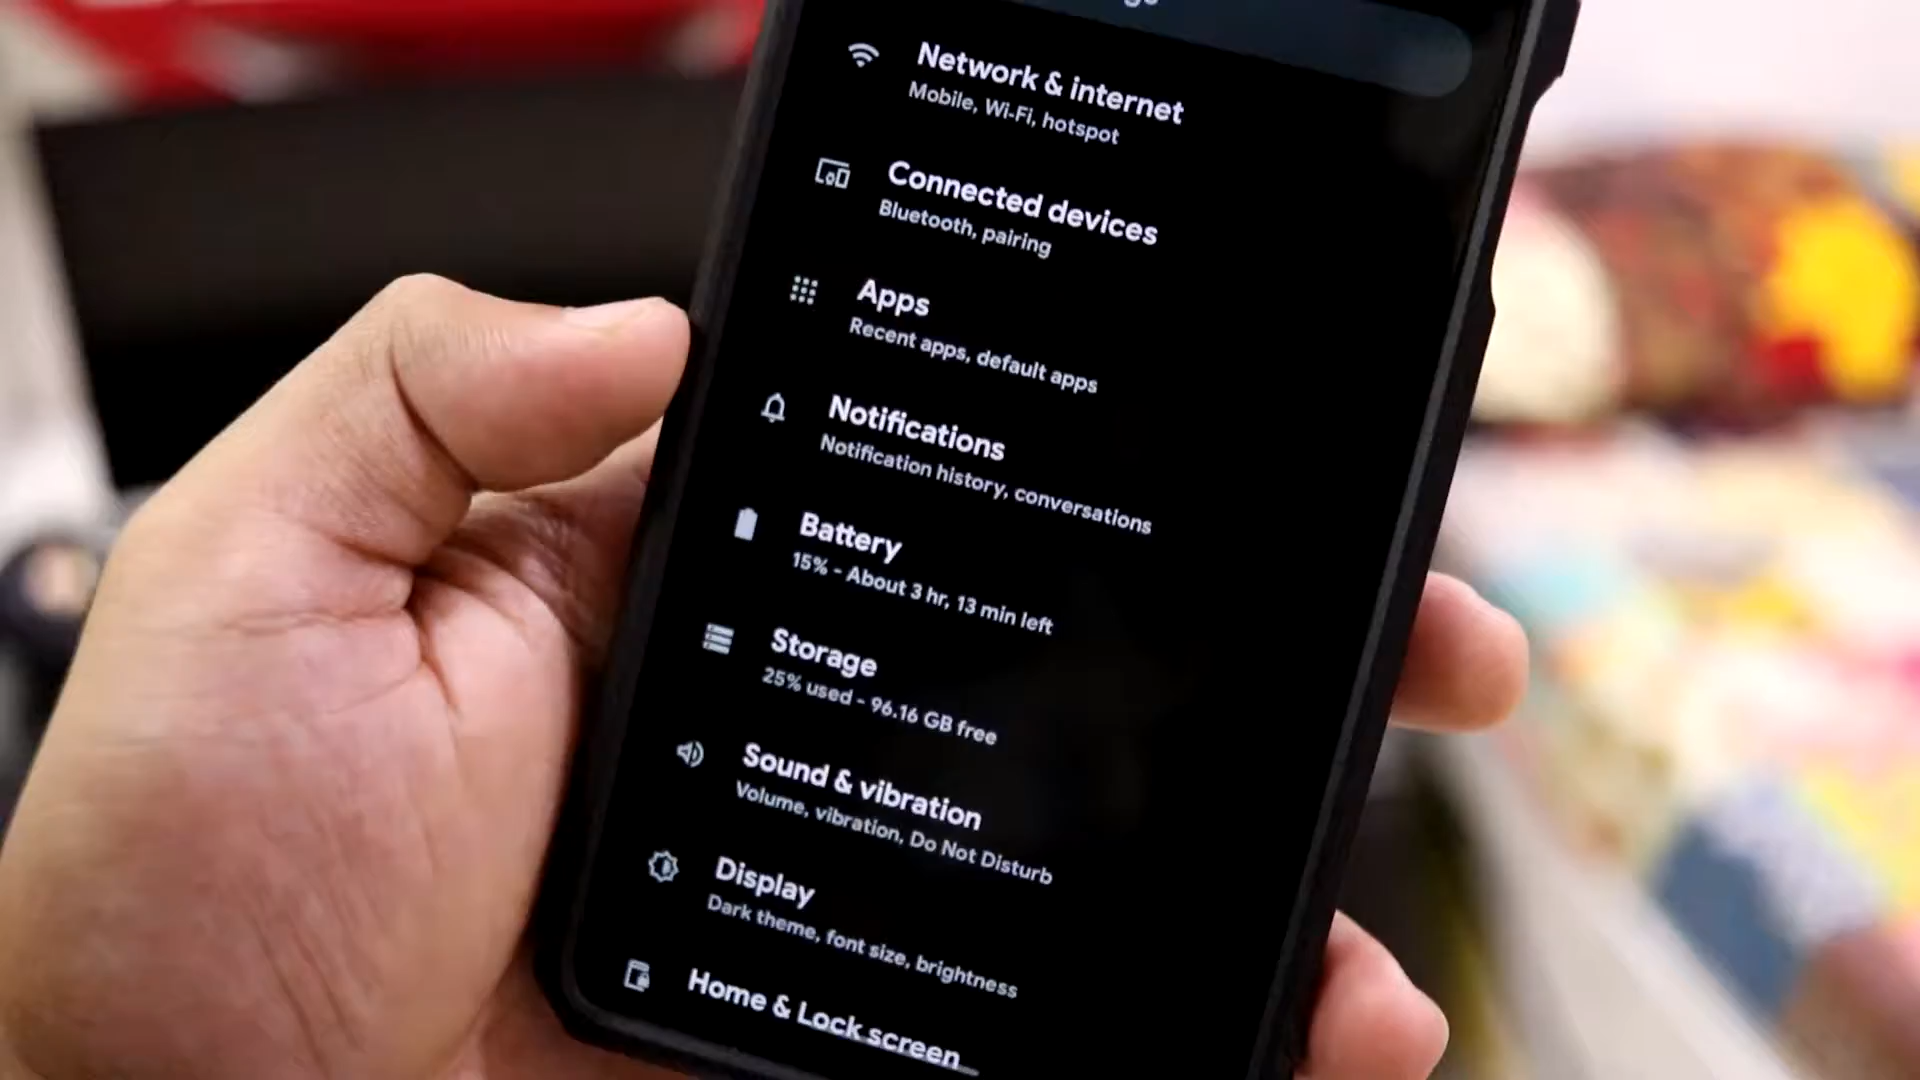 Network & internet
Mobile, Wi-Fi, hotspot
Connected devices
Bluetooth, pairing
Apps
Recent apps, default apps
Notifications
Notification history, conversations
Battery
15% - About 3 hr, 13 min left
Storage
25% used - 96.16 GB free
Sound & vibration
Volume, vibration, Do Not Disturb
Display
Dark theme, font size, brightness
Home & Lock screen